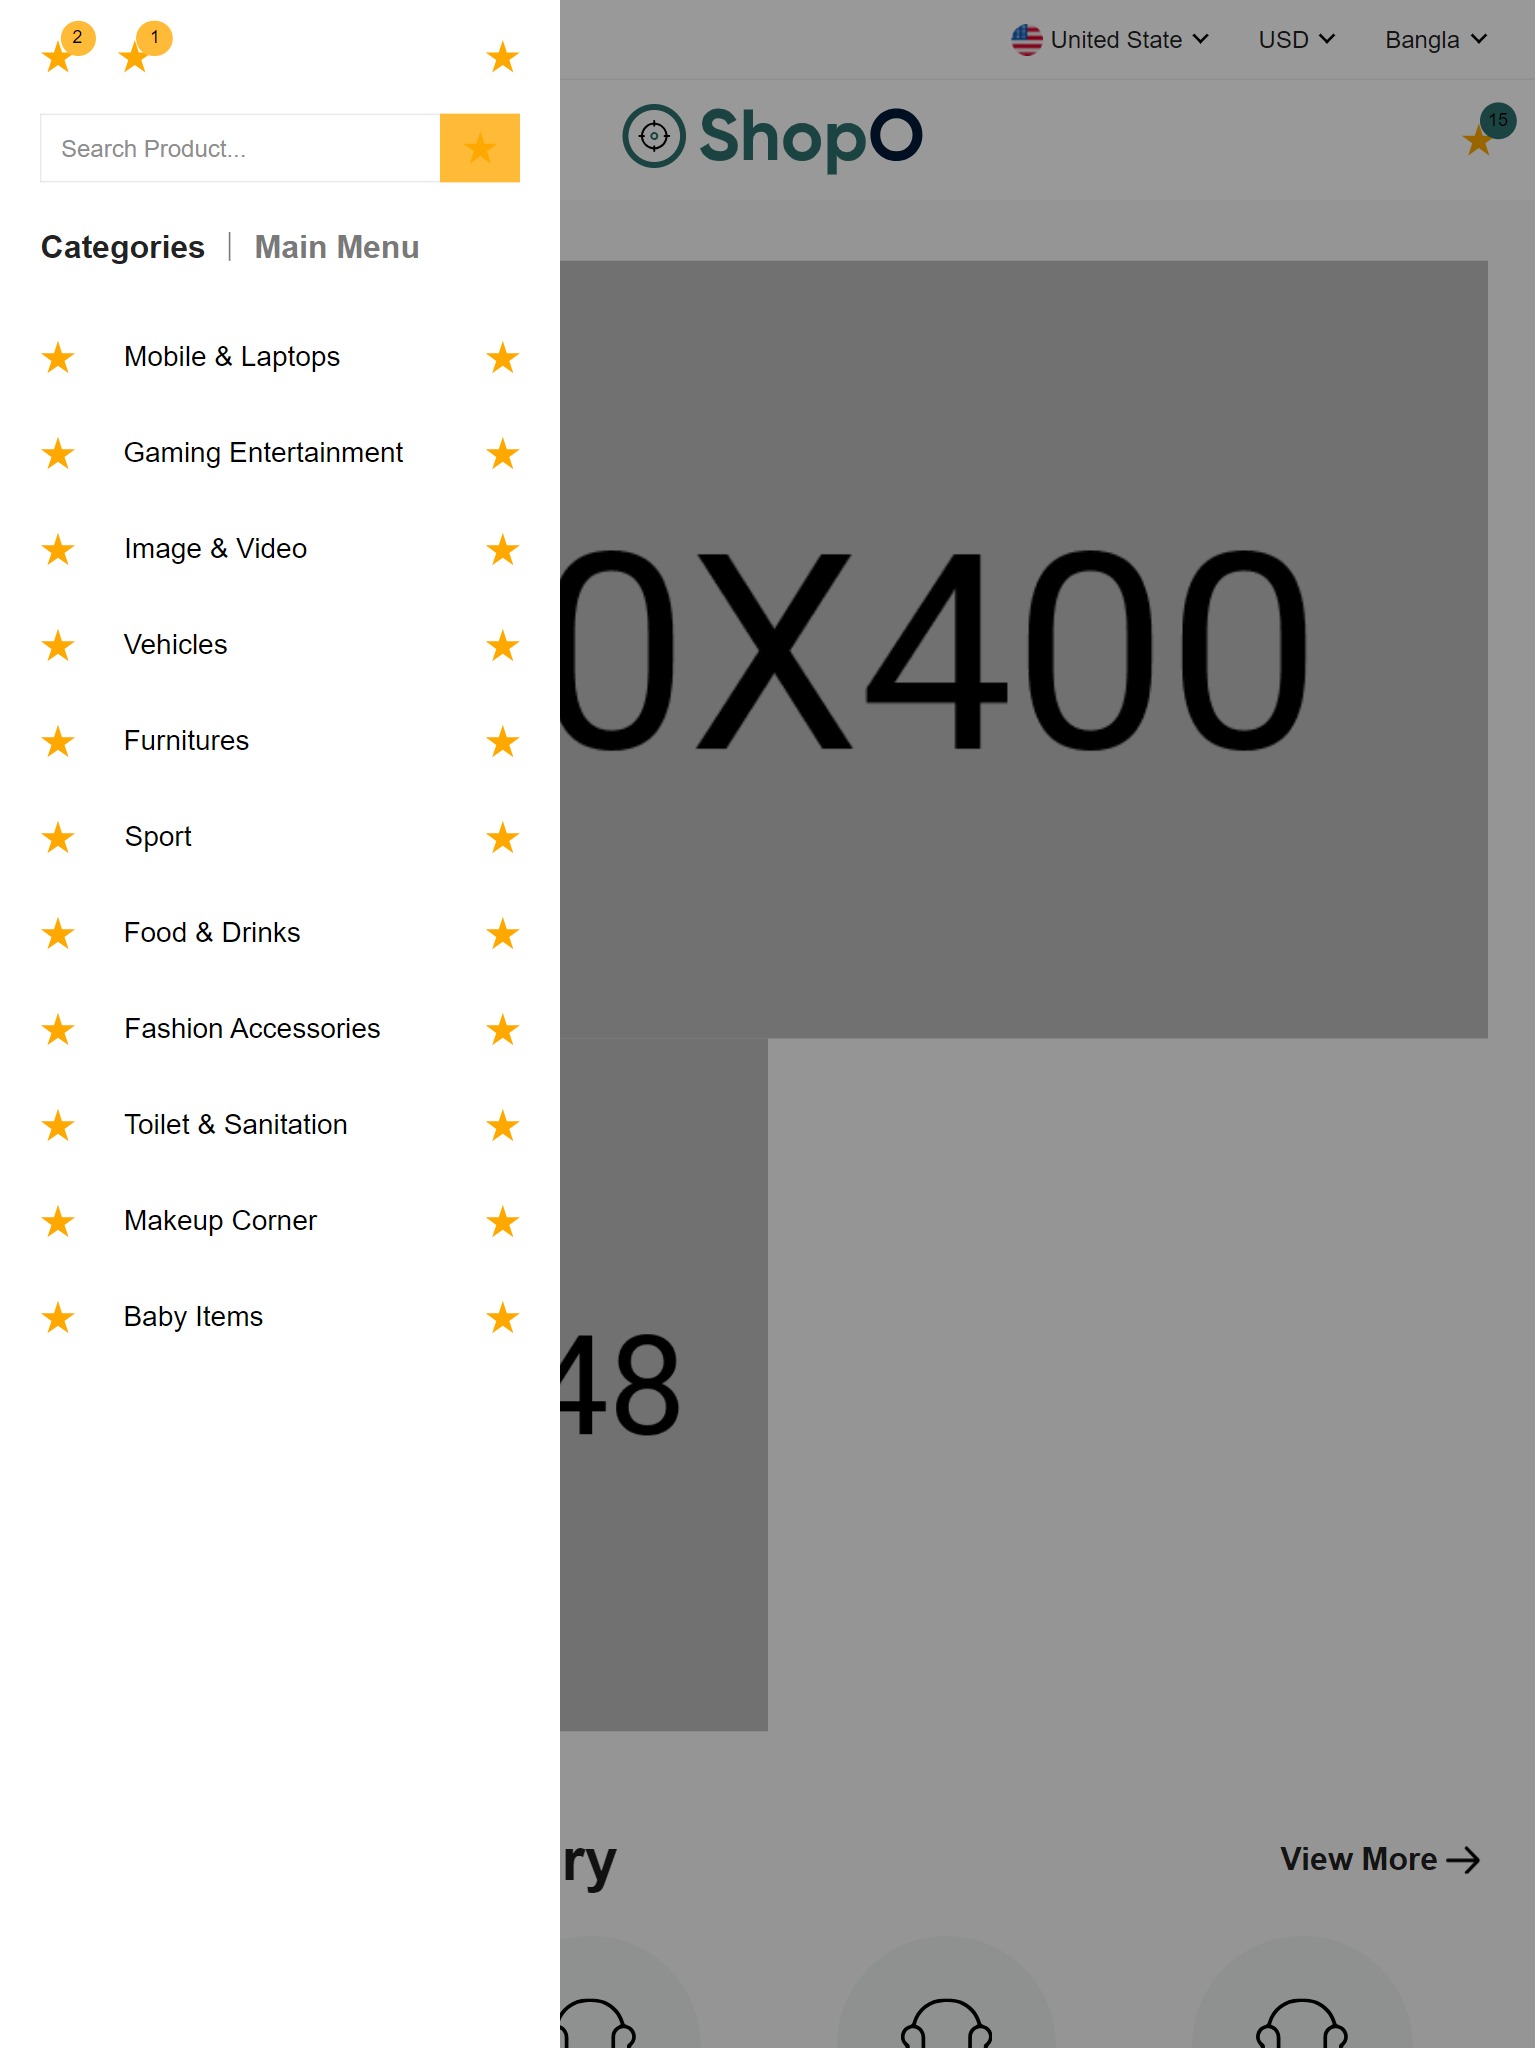 2 1
United State USD Bangla
ShopO
15
Search Product...
Categories | Main Menu
Mobile & Laptops
Gaming Entertainment
Image & Video
Vehicles
Furnitures
Sport
Food & Drinks
Fashion Accessories
Toilet & Sanitation
Makeup Corner
Baby Items
0X400
48
ry
View More